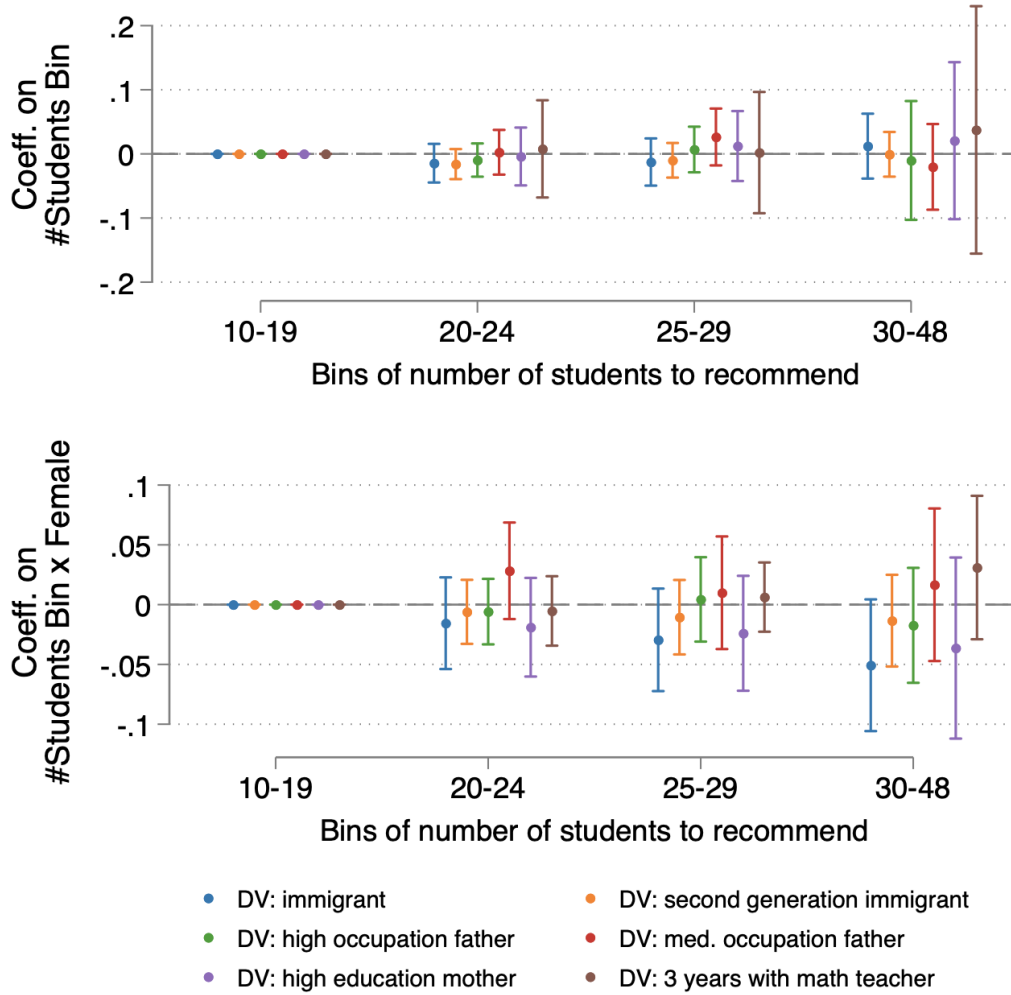 Coeff. on
#Students Bin
.2
.1
0
-.1
-.2
10-19
20-24
25-29
30-48
Bins of number of students to recommend
Coeff. on
#Students Bin x Female
.1
.05
0
-.05
-.1
10-19
20-24
25-29
30-48
Bins of number of students to recommend
DV: immigrant
DV: second generation immigrant
DV: high occupation father
DV: med. occupation father
DV: high education mother
DV: 3 years with math teacher